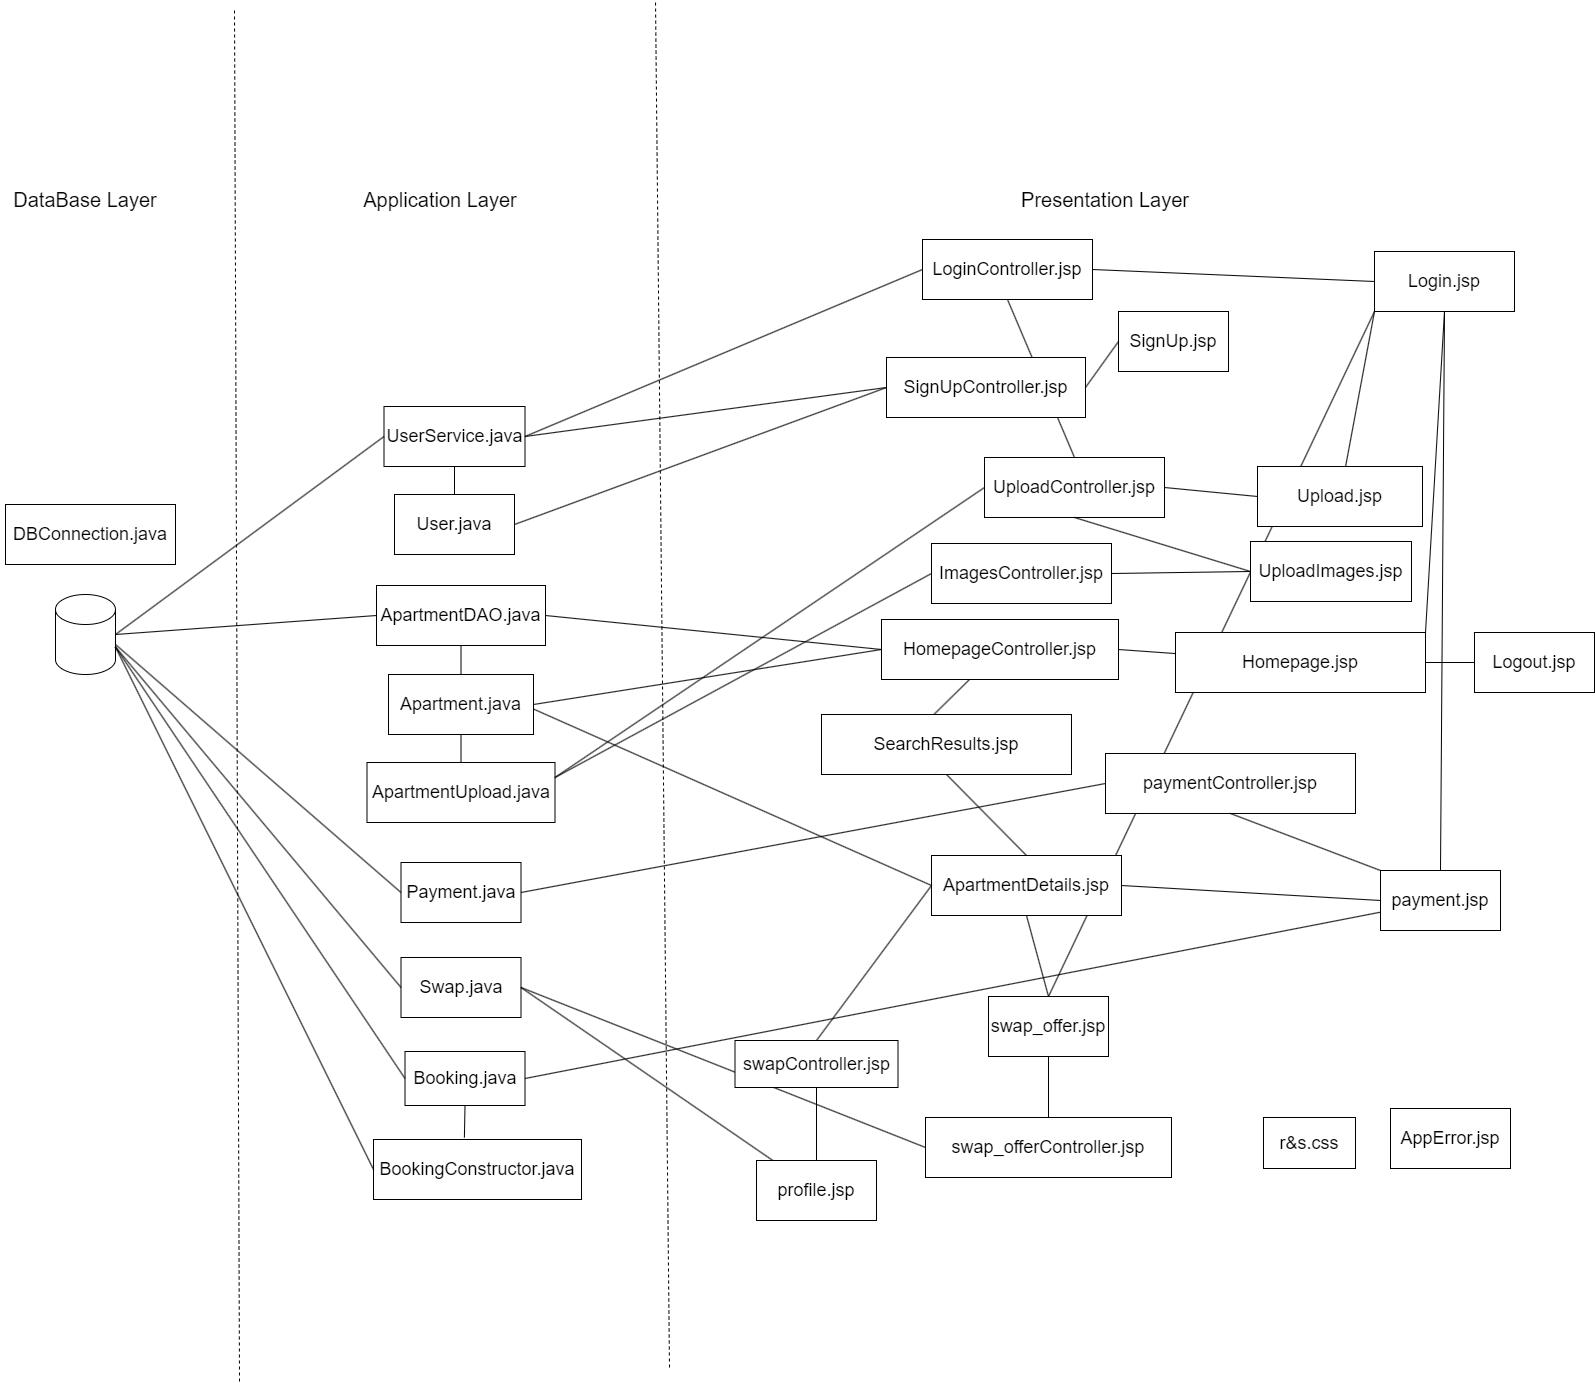 DataBase Layer
Application Layer
Presentation Layer
LoginController.jsp
Login.jsp
SignUp.jsp
SignUpController.jsp
UserService.java
UploadController.jsp
Upload.jsp
User.java
DBConnection.java
ImagesController.jsp
UploadImages.jsp
ApartmentDAO.java
HomepageController.jsp
Homepage.jsp
Logout.jsp
Apartment.java
SearchResults.jsp
paymentController.jsp
ApartmentUpload.java
Payment.java
ApartmentDetails.jsp
payment.jsp
Swap.java
swap_offer.jsp
swapController.jsp
Booking.java
swap_offerController.jsp
r&s.css
AppError.jsp
BookingConstructor.java
profile.jsp